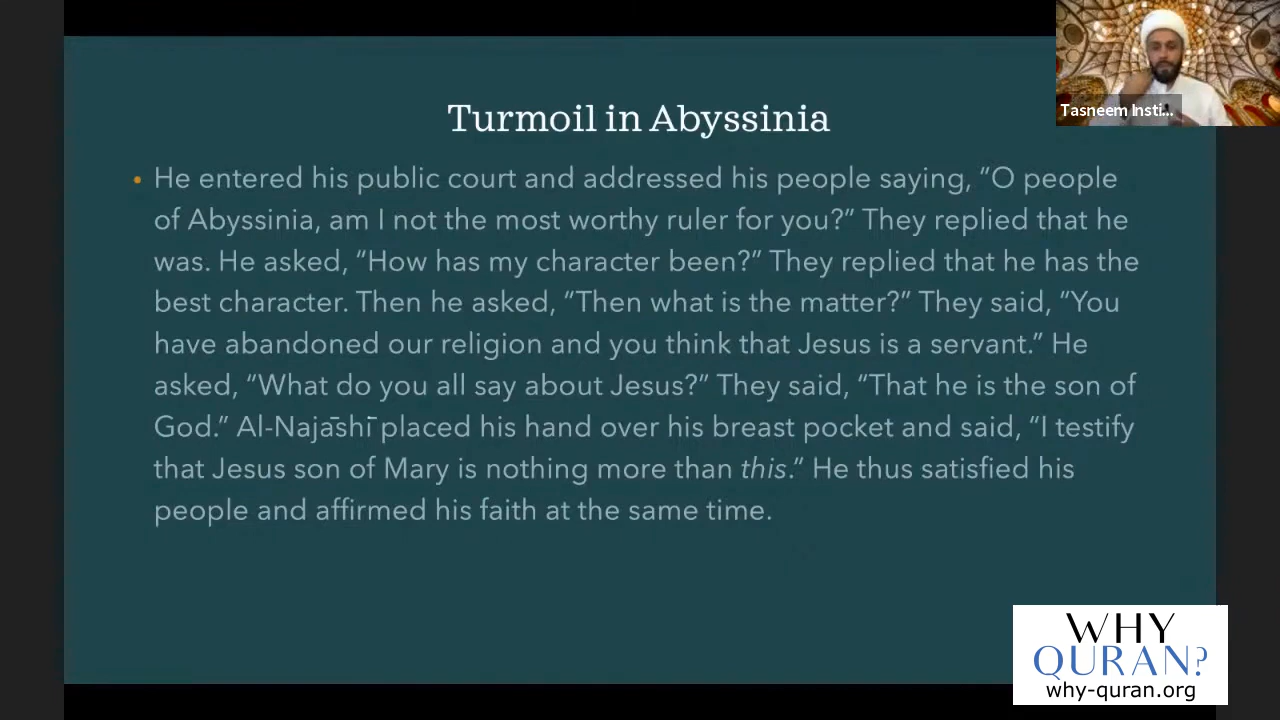 Tasneem Insti...
Turmoil in Abyssinia
• He entered his public court and addressed his people saying, “O people
of Abyssinia, am I not the most worthy ruler for you?” They replied that he
was. He asked, “How has my character been?” They replied that he has the
best character. Then he asked, “Then what is the matter?” They said, “You
have abandoned our religion and you think that Jesus is a servant.” He
asked, “What do you all say about Jesus?” They said, “That he is the son of
God.” Al-Najāshī placed his hand over his breast pocket and said, “I testify
that Jesus son of Mary is nothing more than this.” He thus satisfied his
people and affirmed his faith at the same time.
WHY
QURAN?
why-quran.org